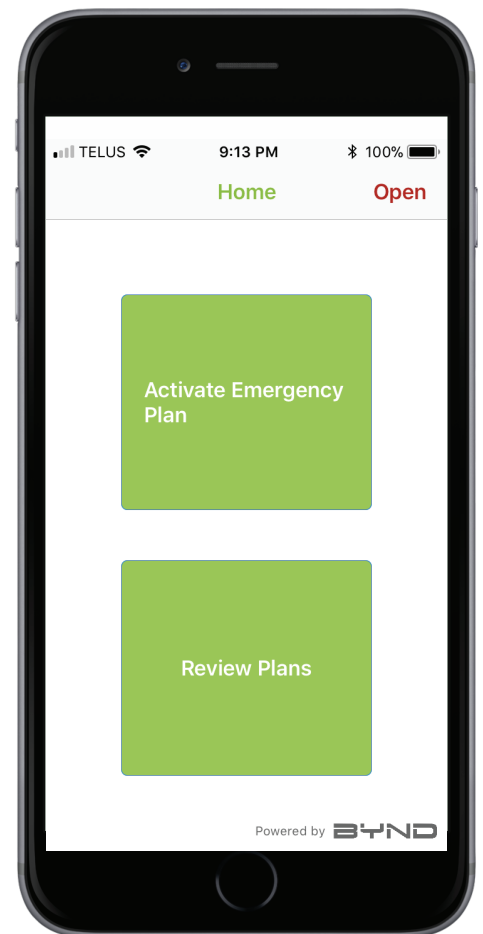 TELUS 9:13 PM 100%
Home Open
Activate Emergency
Plan
Review Plans
Powered by BYND